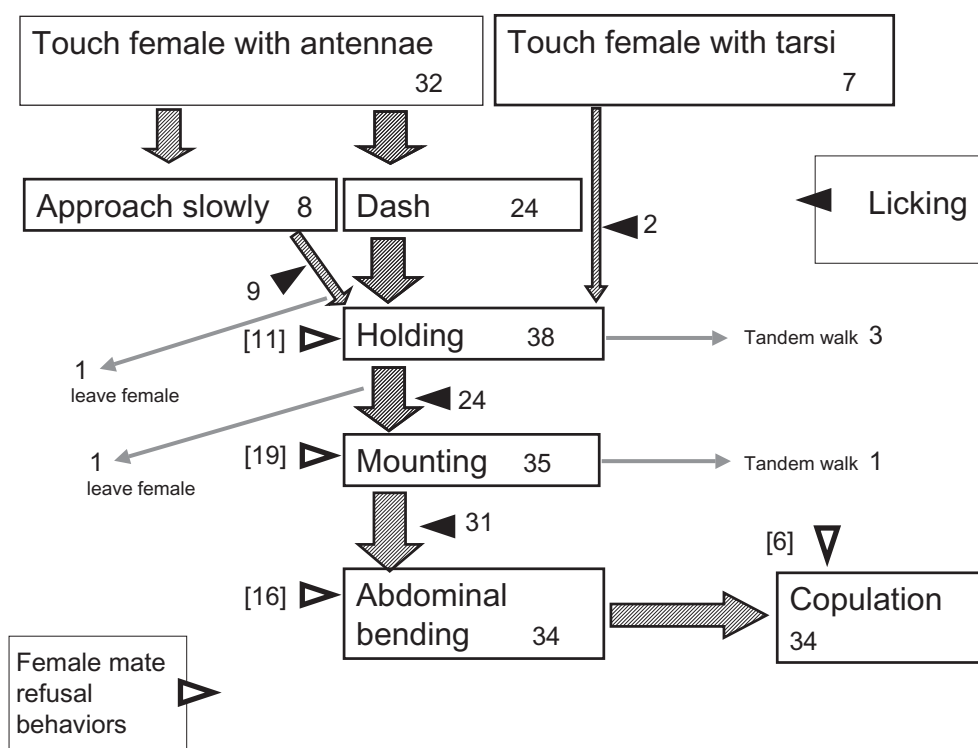 Touch female with antennae
32
Touch female with tarsi
7
Approach slowly 8
Dash 24
Licking
2
9
[11]
Holding 38
Tandem walk 3
1
leave female
24
[19]
Mounting 35
Tandem walk 1
1
leave female
31
[6]
[16]
Abdominal
bending 34
Copulation
34
Female mate
refusal
behaviors